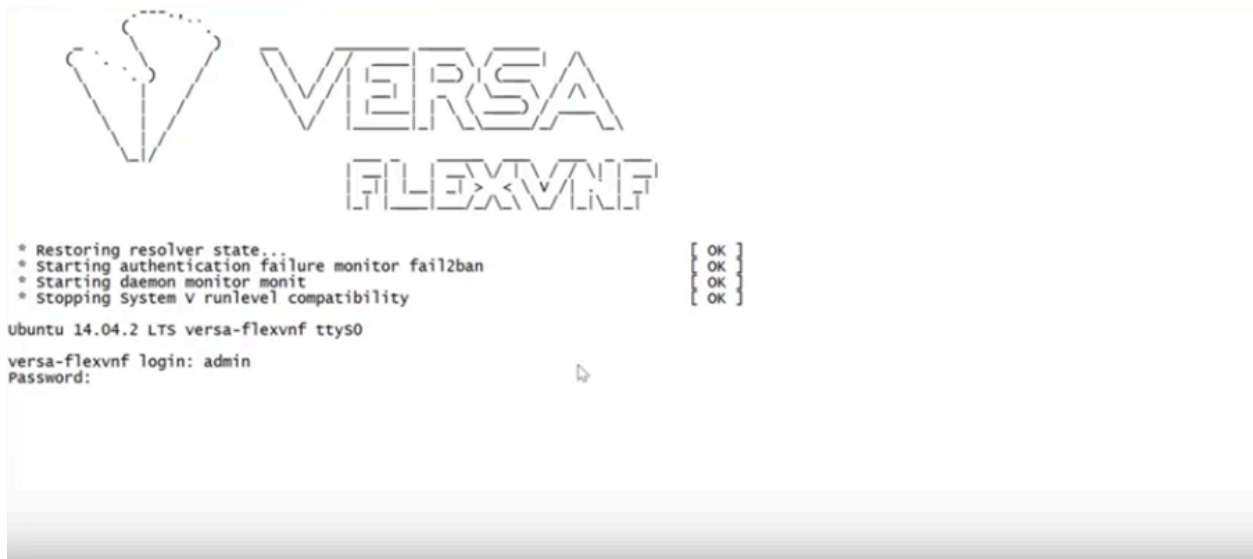 VERSA
FLEXVNF
* Restoring resolver state... [ OK ]
* Starting authentication failure monitor fail2ban [ OK ]
* Starting daemon monitor monit [ OK ]
* Stopping System V runlevel compatibility [ OK ]
Ubuntu 14.04.2 LTS versa-flexvnf ttyS0
versa-flexvnf login: admin
Password: